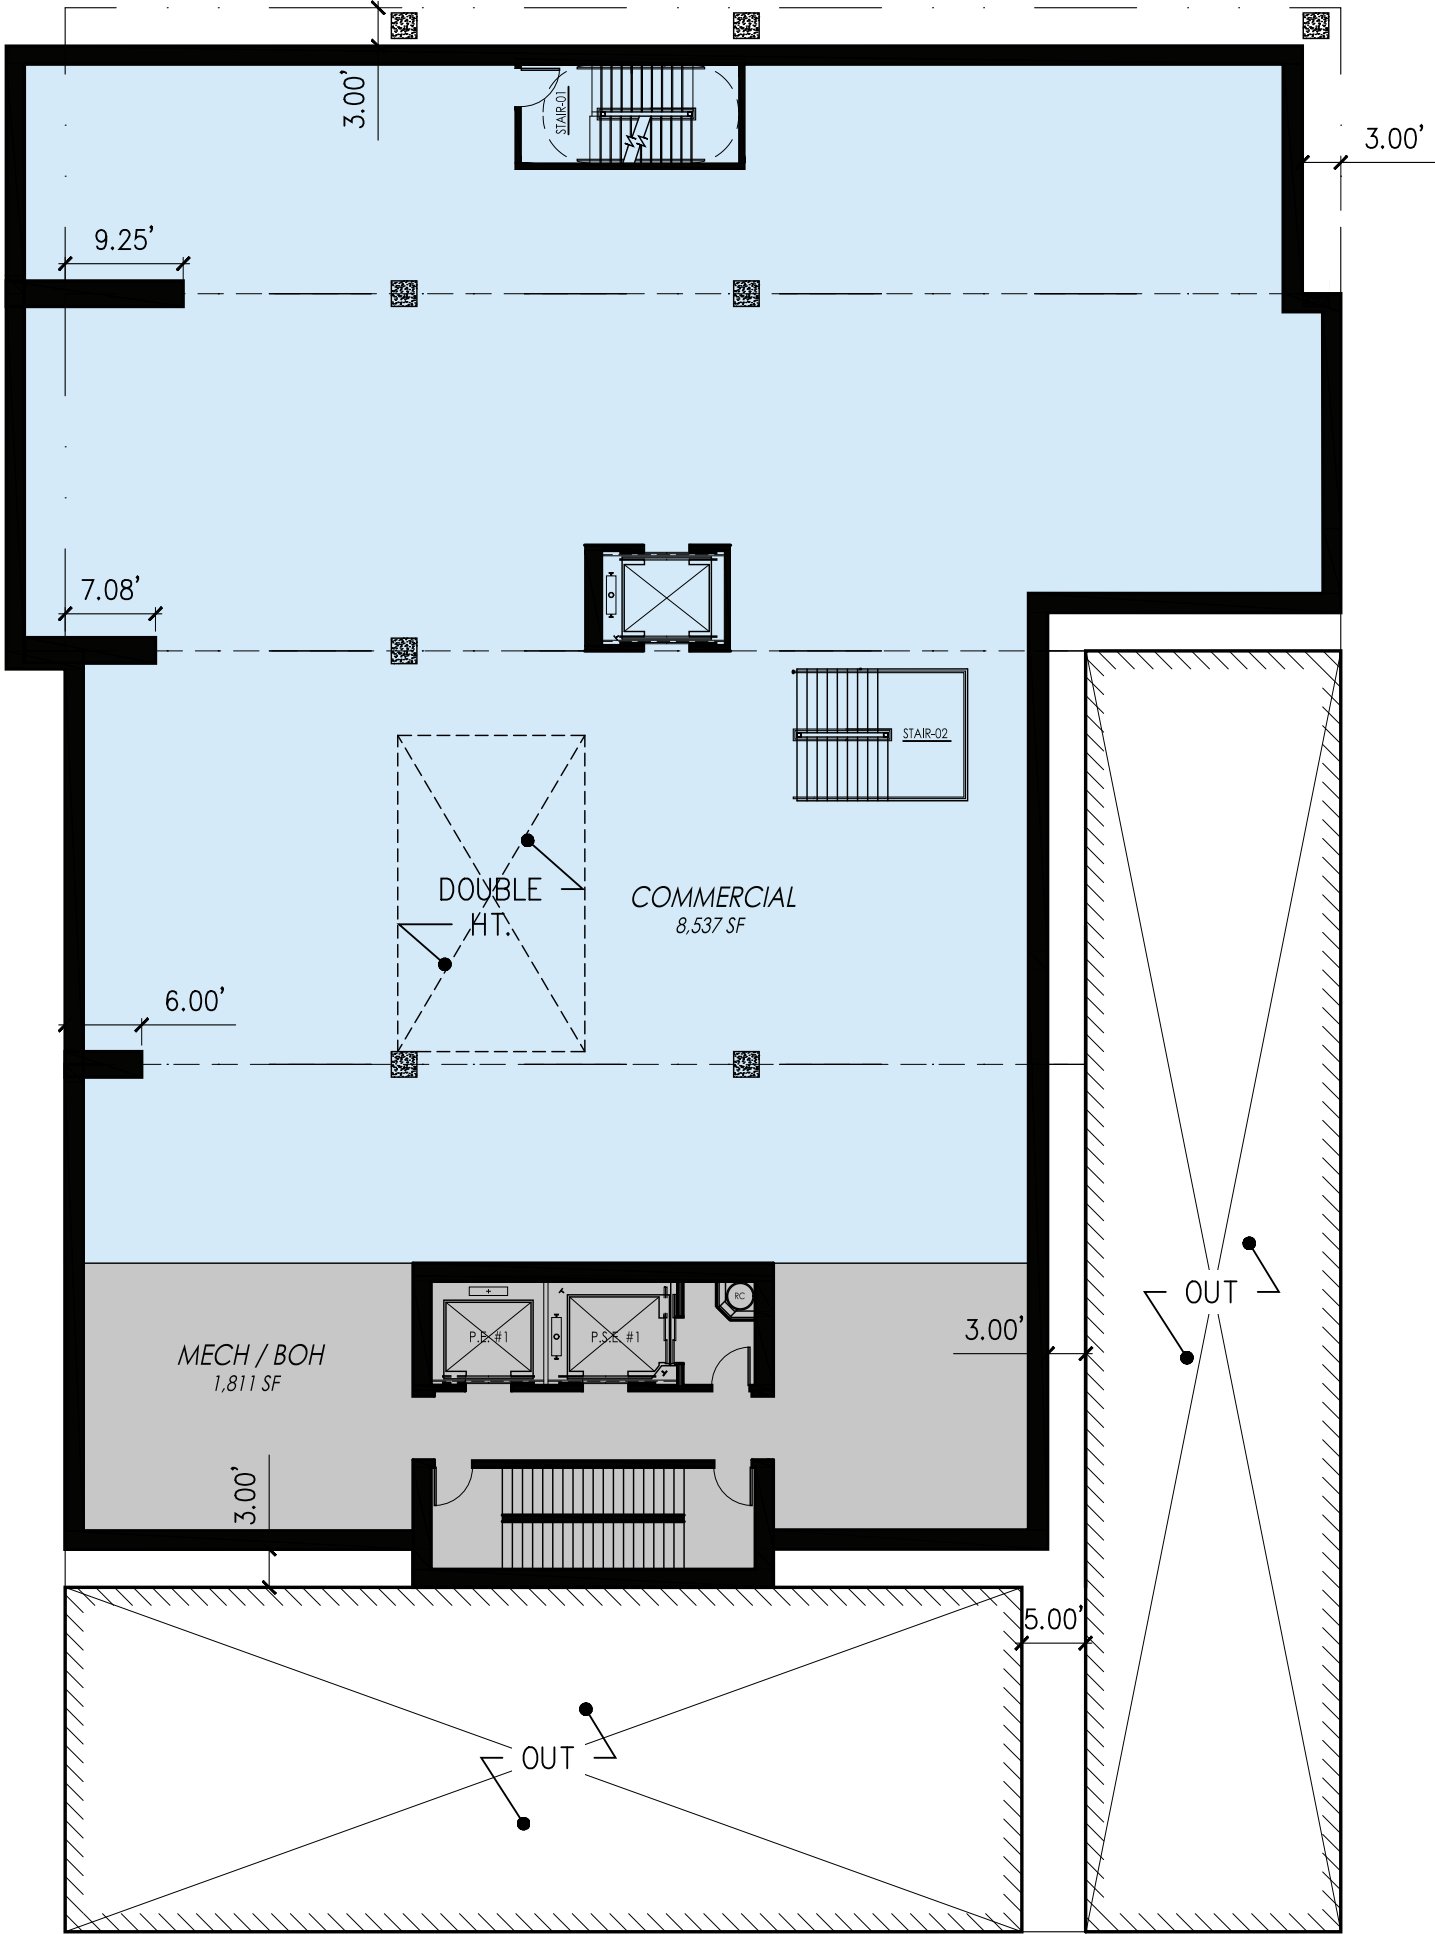 3.00'
STAIR-01
3.00'
9.25'
7.08'
STAIR-02
DOUBLE
HT.
COMMERCIAL
8,537 SF
6.00'
OUT
RC
P.E. #1
P.S.E. #1
3.00'
MECH / BOH
1,811 SF
3.00'
5.00'
OUT